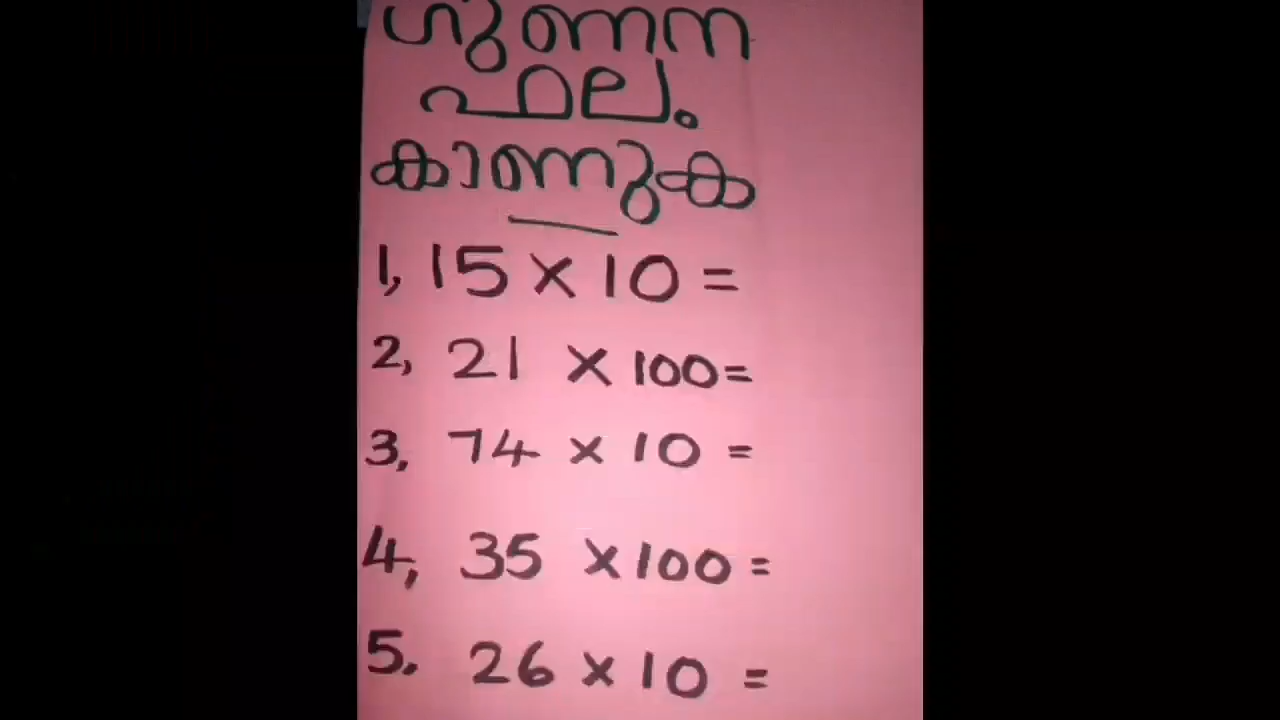 ഗുണന
ഫലം
കാണുക
1, 15 × 10 =
2, 21 × 100 =
3, 74 × 10 =
4, 35 × 100 =
5. 26 × 10 =